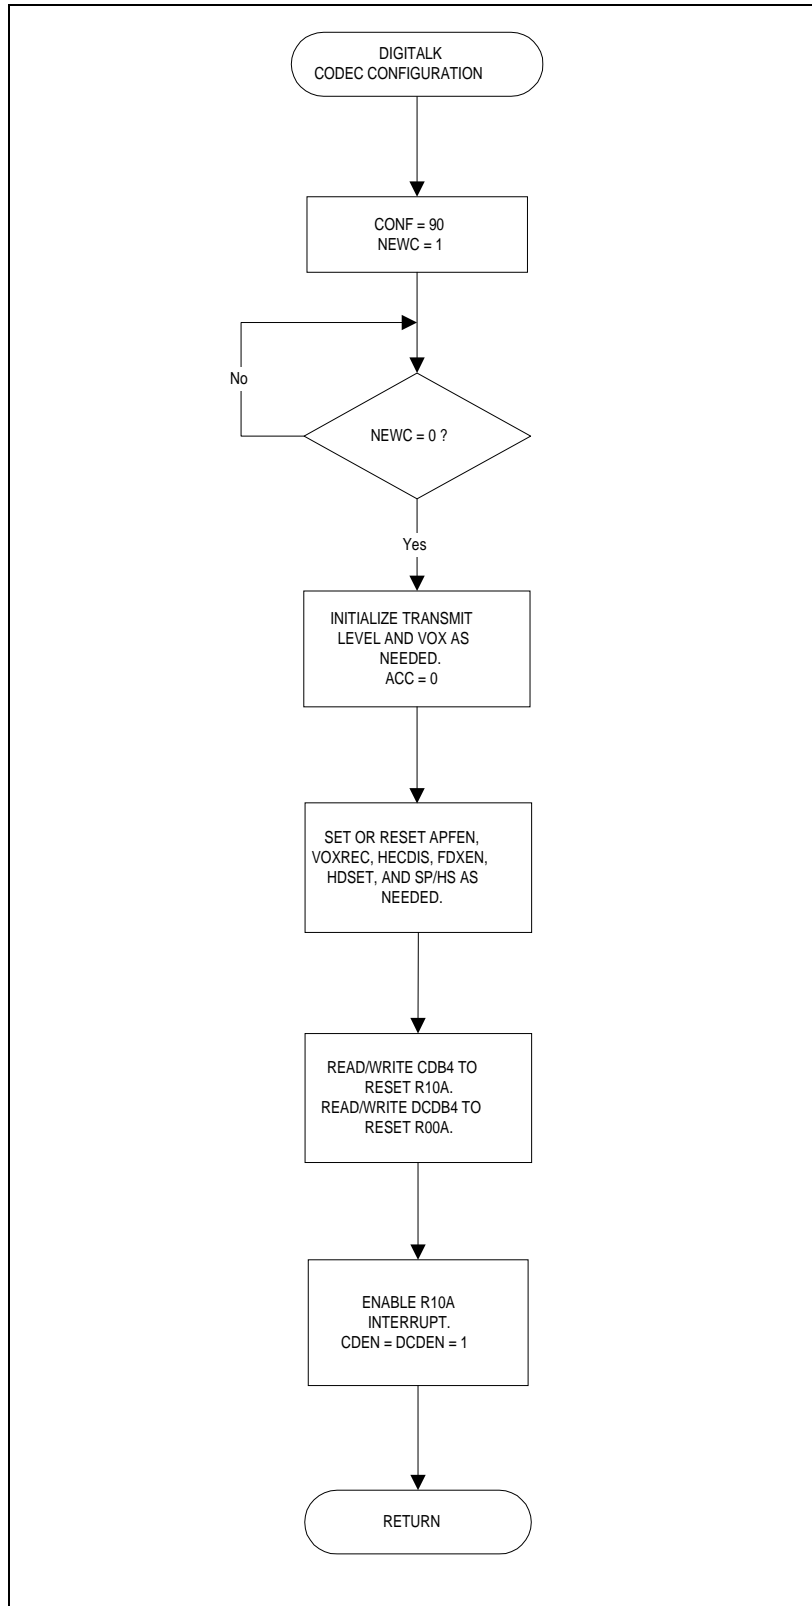 DIGITALK
CODEC CONFIGURATION
CONF = 90
NEWC = 1
No
NEWC = 0 ?
Yes
INITIALIZE TRANSMIT
LEVEL AND VOX AS
NEEDED.
ACC = 0
SET OR RESET APFEN,
VOXREC, HECDIS, FDXEN,
HDSET, AND SP/HS AS
NEEDED.
READ/WRITE CDB4 TO
RESET R10A.
READ/WRITE DCDB4 TO
RESET R00A.
ENABLE R10A
INTERRUPT.
CDEN = DCDEN = 1
RETURN